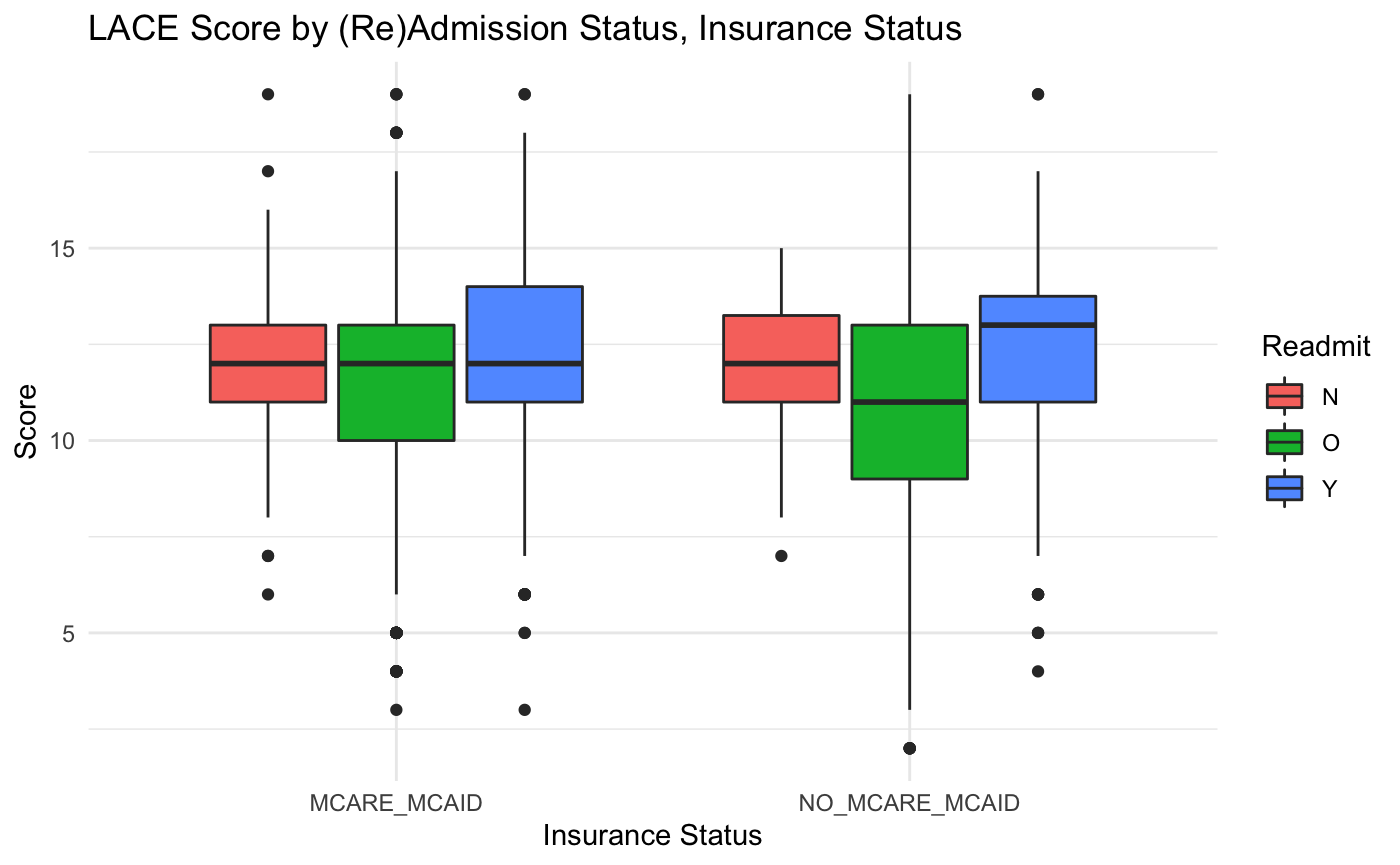 LACE Score by (Re)Admission Status, Insurance Status
Score
15
10
5
MCARE_MCAID
NO_MCARE_MCAID
Insurance Status
Readmit
N
O
Y